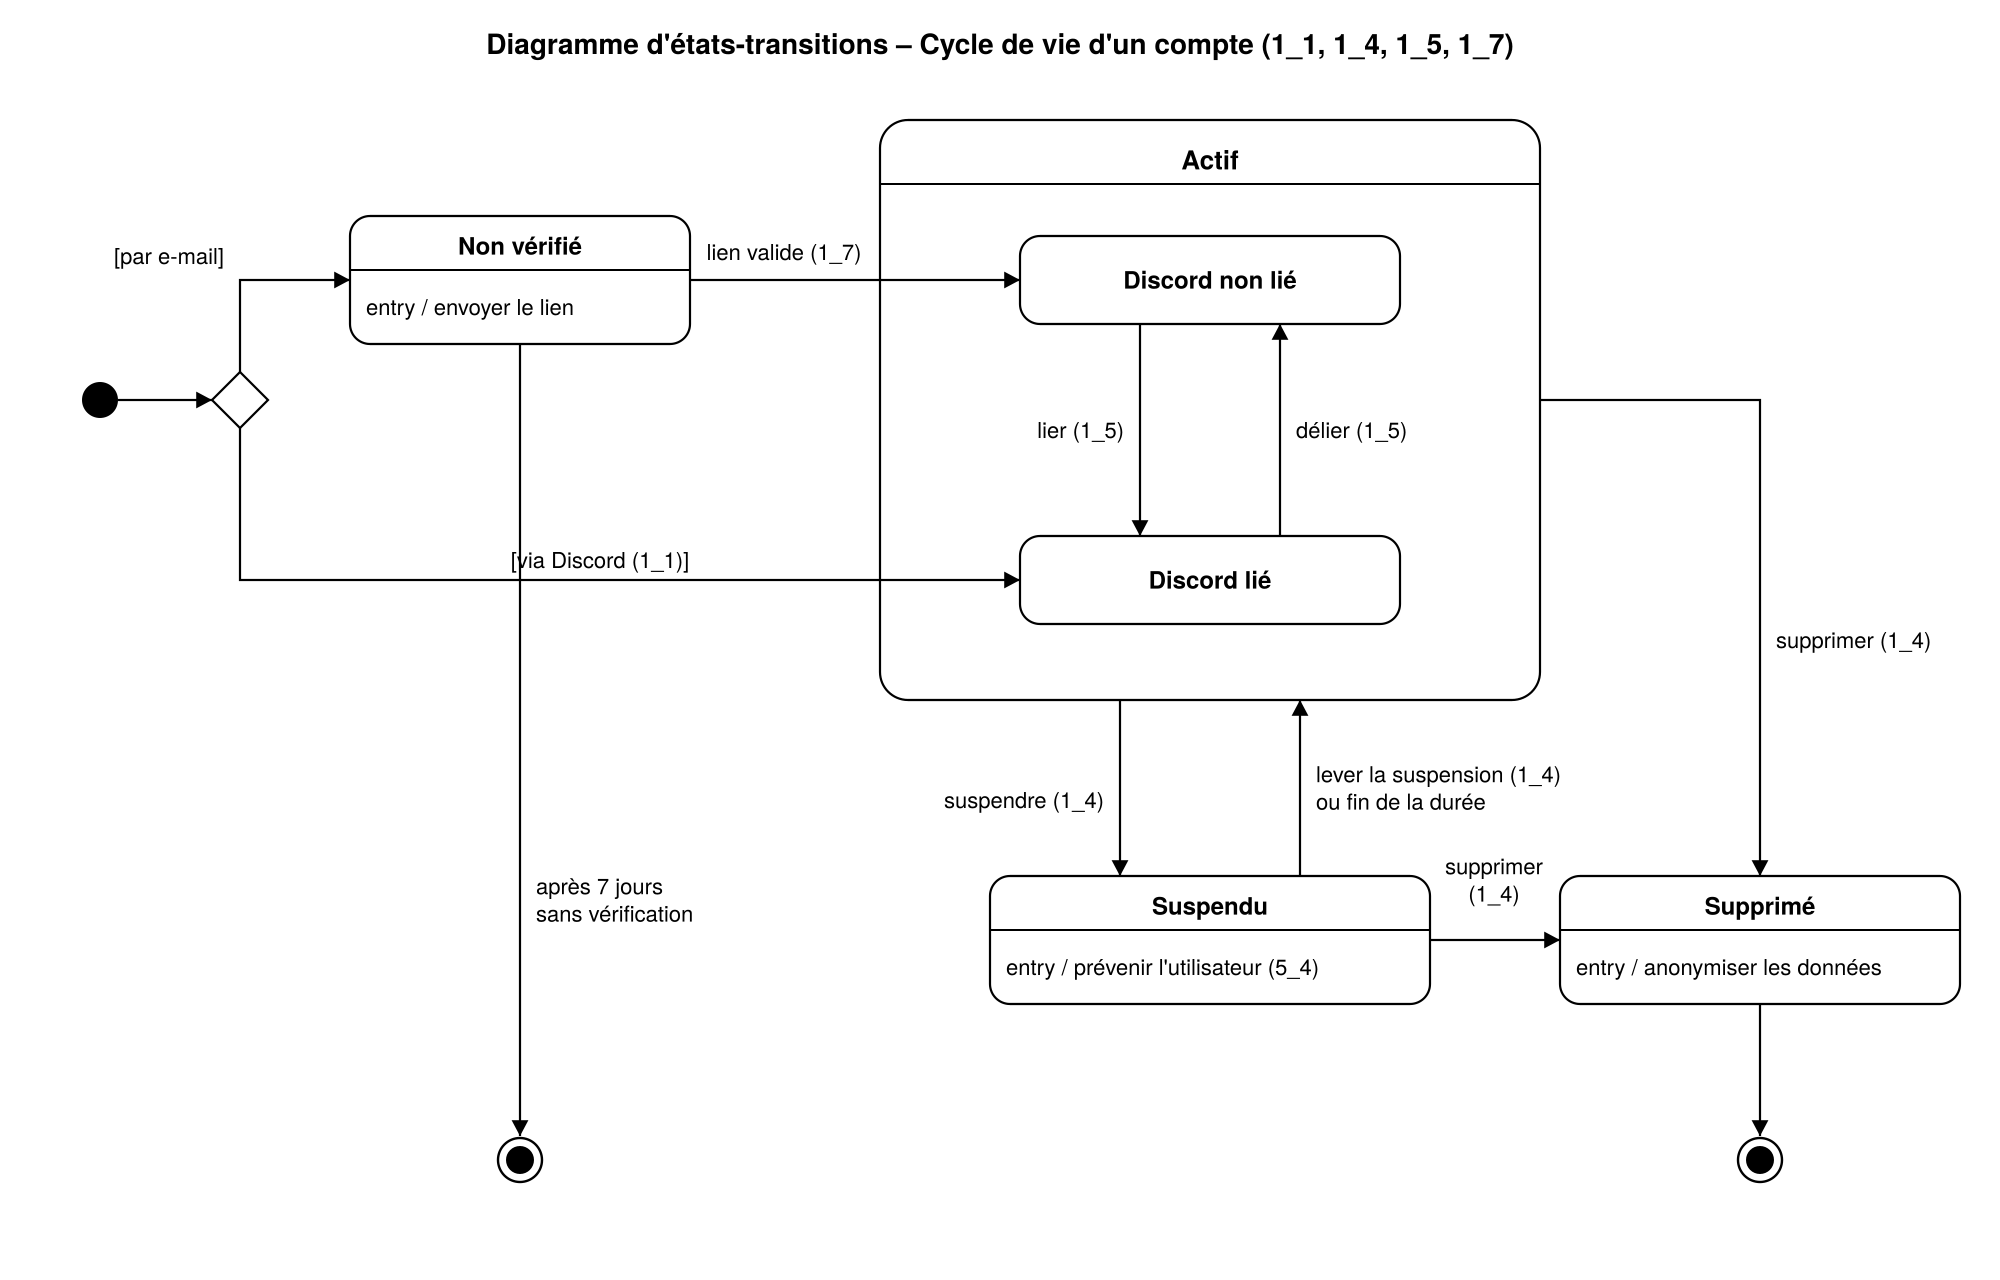 Diagramme d'états-transitions – Cycle de vie d'un compte (1_1, 1_4, 1_5, 1_7)
Actif
[par e-mail]
Non vérifié
entry / envoyer le lien
lien valide (1_7)
Discord non lié
lier (1_5)
délier (1_5)
[via Discord (1_1)]
Discord lié
supprimer (1_4)
suspendre (1_4)
lever la suspension (1_4)
ou fin de la durée
après 7 jours
sans vérification
Suspendu
entry / prévenir l'utilisateur (5_4)
supprimer
(1_4)
Supprimé
entry / anonymiser les données